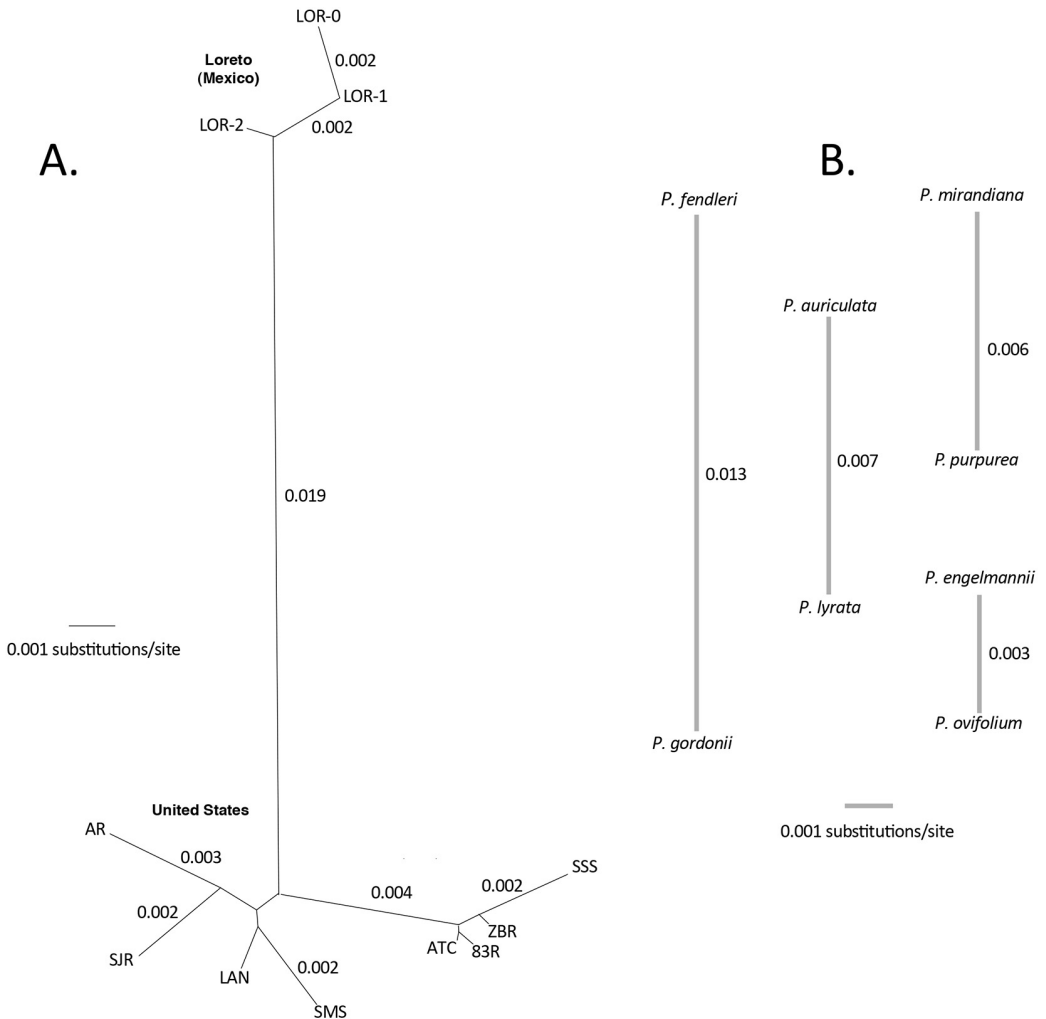 LOR-0
Loreto
(Mexico)
0.002
LOR-1
LOR-2
0.002
A.
B.
P. fendleri
P. mirandiana
P. auriculata
0.006
P. purpurea
0.007
0.013
0.019
P. engelmannii
P. lyrata
0.001 substitutions/site
0.003
P. ovifolium
P. gordonii
United States
0.001 substitutions/site
AR
0.003
SSS
0.002
0.004
0.002
ZBR
ATC
83R
SJR
LAN
0.002
SMS